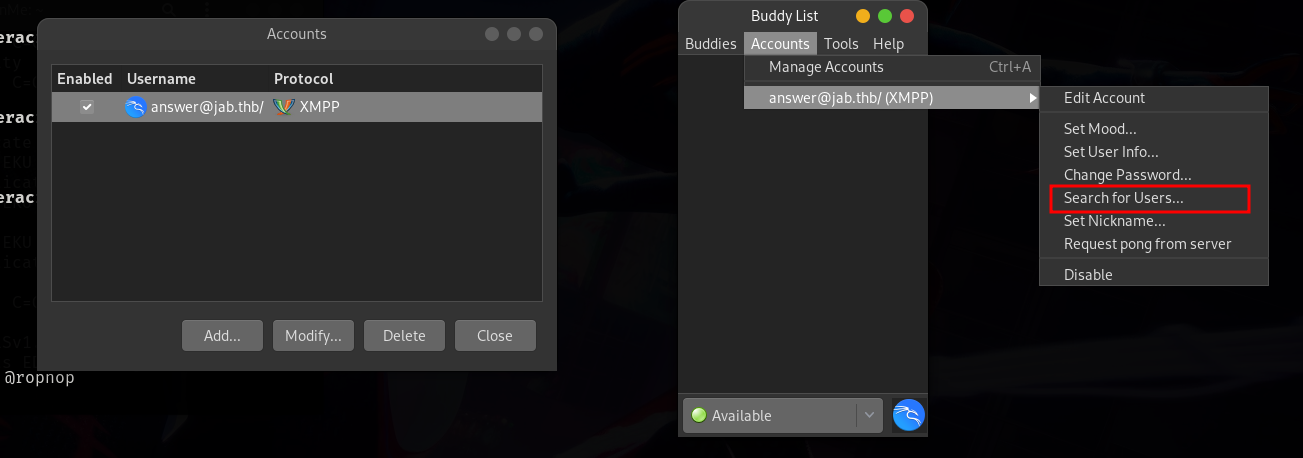 Accounts
Enabled Username Protocol
answer@jab.thb/ XMPP
Add... Modify... Delete Close
@ropnop
Buddy List
Buddies Accounts Tools Help
Manage Accounts Ctrl+A
answer@jab.thb/ (XMPP)
Edit Account
Set Mood...
Set User Info...
Change Password...
Search for Users...
Set Nickname...
Request pong from server
Disable
Available
erac
erac
erac
EKU
EKU